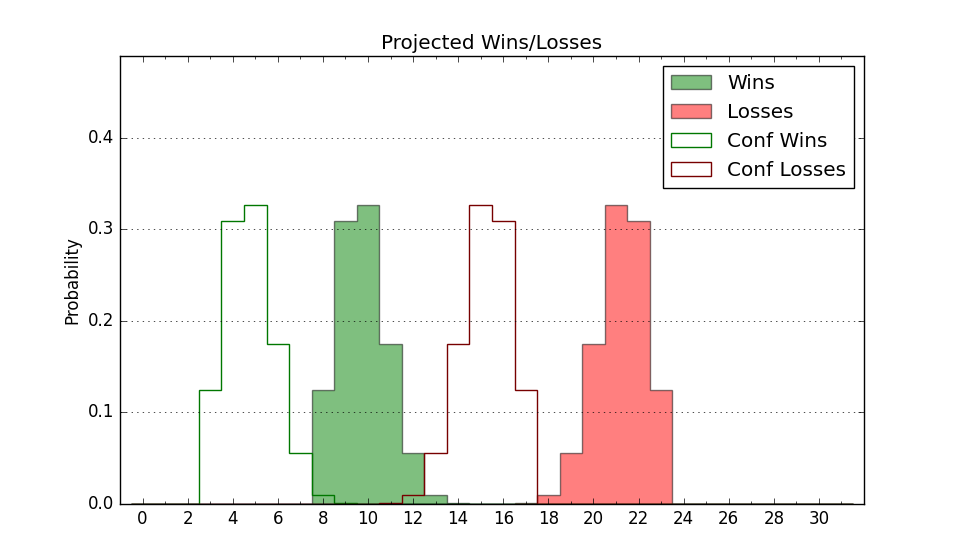 Projected Wins/Losses
Wins
Losses
Conf Wins
Conf Losses
Probability
0.4
0.3
0.2
0.1
0.0
0 2 4 6 8 10 12 14 16 18 20 22 24 26 28 30